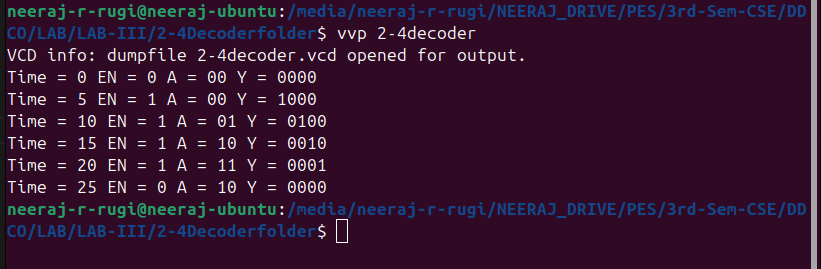 neeraj-r-rugi@neeraj-ubuntu:/media/neeraj-r-rugi/NEERAJ_DRIVE/PES/3rd-Sem-CSE/DD
CO/LAB/LAB-III/2-4Decoderfolder$ vvp 2-4decoder
VCD info: dumpfile 2-4decoder.vcd opened for output.
Time = 0 EN = 0 A = 00 Y = 0000
Time = 5 EN = 1 A = 00 Y = 1000
Time = 10 EN = 1 A = 01 Y = 0100
Time = 15 EN = 1 A = 10 Y = 0010
Time = 20 EN = 1 A = 11 Y = 0001
Time = 25 EN = 0 A = 10 Y = 0000
neeraj-r-rugi@neeraj-ubuntu:/media/neeraj-r-rugi/NEERAJ_DRIVE/PES/3rd-Sem-CSE/DD
CO/LAB/LAB-III/2-4Decoderfolder$